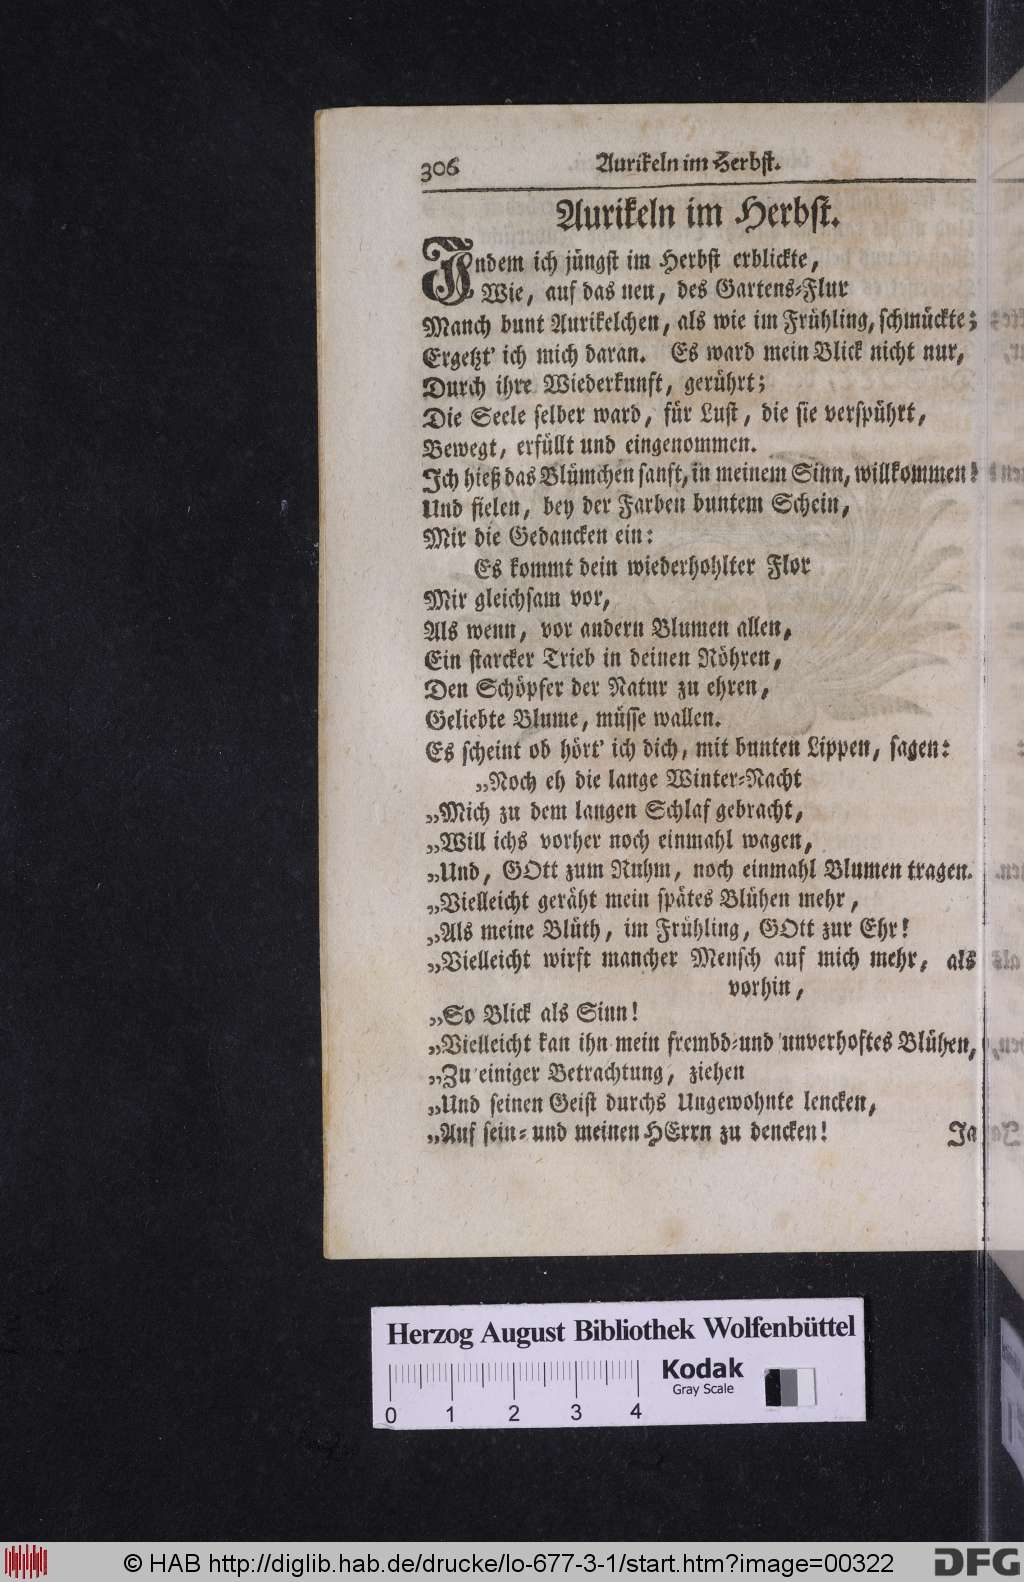 306 Aurikeln im Herbst.
Aurikeln im Herbst.
Indem ich jüngst im Herbst erblickte,
Wie, auf das neu, des Gartens-Flur
Manch bunt Aurikelchen, als wie im Frühling, schmückte;
Ergetzt' ich mich daran. Es ward mein Blick nicht nur,
Durch ihre Wiederkunft, gerührt;
Die Seele selber ward, für Lust, die sie verspührt,
Bewegt, erfüllt und eingenommen.
Ich hieß das Blümchen sanft, in meinem Sinn, willkommen!
Und fielen, bey der Farben buntem Schein,
Mir die Gedancken ein:
Es kommt dein wiederhohlter Flor
Mir gleichsam vor,
Als wenn, vor andern Blumen allen,
Ein starcker Trieb in deinen Röhren,
Den Schöpfer der Natur zu ehren,
Geliebte Blume, müsse wallen.
Es scheint ob hört' ich dich, mit bunten Lippen, sagen:
„Noch eh die lange Winter-Nacht
„Mich zu dem langen Schlaf gebracht,
„Will ichs vorher noch einmahl wagen,
„Und, GOtt zum Ruhm, noch einmahl Blumen tragen.
„Vielleicht geräht mein spätes Blühen mehr,
„Als meine Blüth, im Frühling, GOtt zur Ehr!
„Vielleicht wirft mancher Mensch auf mich mehr, als
vorhin,
„So Blick als Sinn!
„Vielleicht kan ihn mein frembd- und unverhoftes Blühen,
„Zu einiger Betrachtung, ziehen
„Und seinen Geist durchs Ungewohnte lencken,
„Auf sein- und meinen HErrn zu dencken!
Ja
Herzog August Bibliothek Wolfenbüttel
Kodak
Gray Scale
0 1 2 3 4
© HAB http://diglib.hab.de/drucke/lo-677-3-1/start.htm?image=00322
DFG